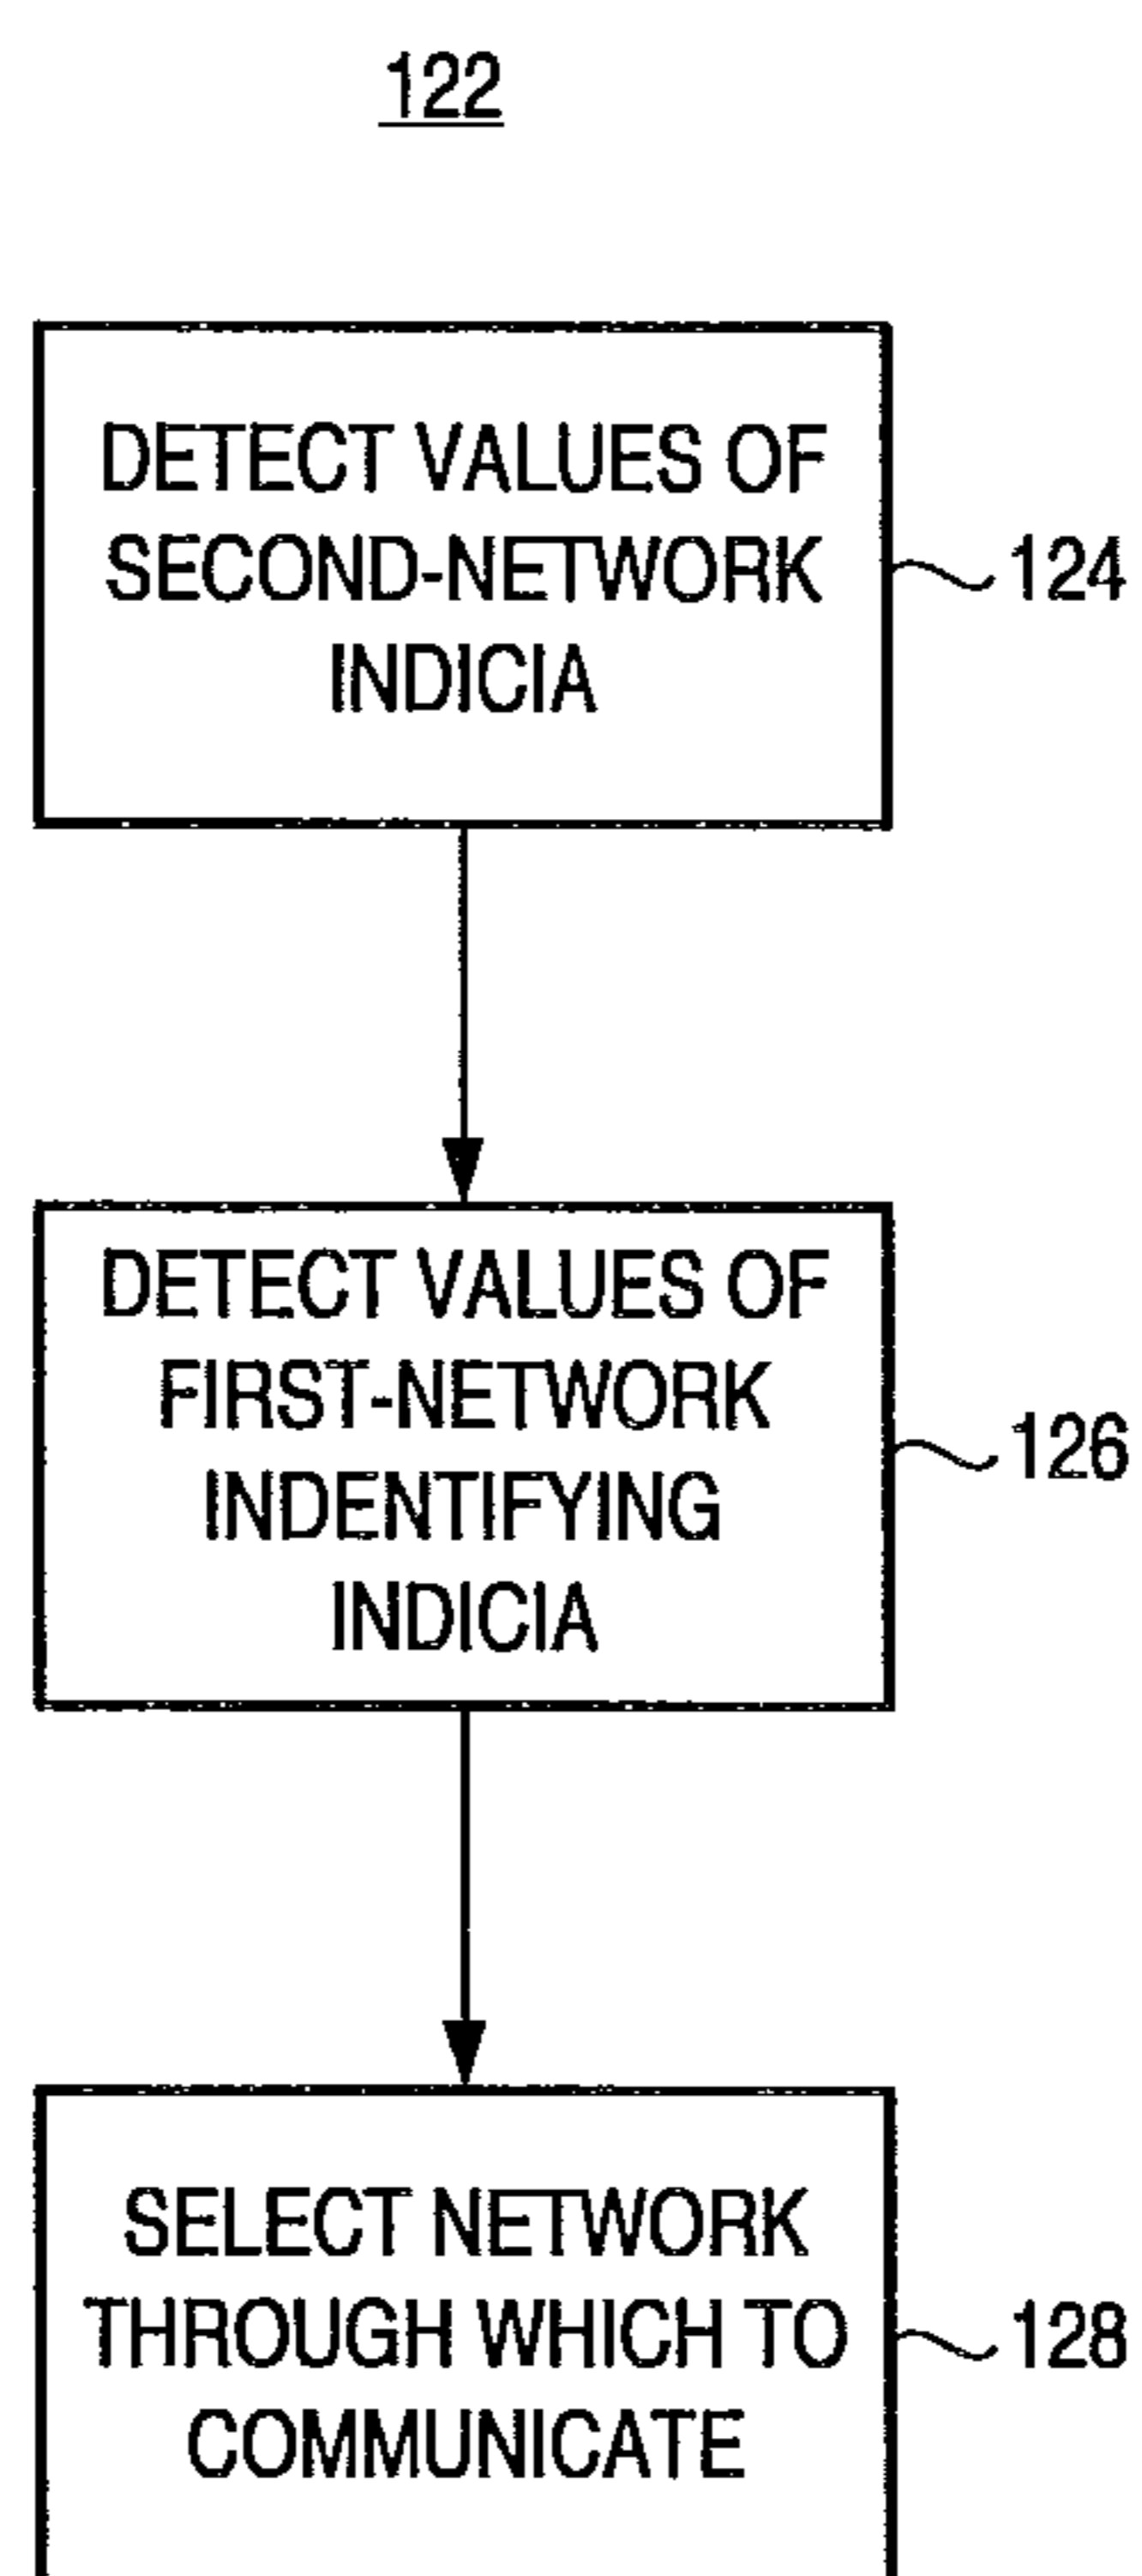 122
DETECT VALUES OF
SECOND-NETWORK
INDICIA
124
DETECT VALUES OF
FIRST-NETWORK
INDENTIFYING
INDICIA
126
SELECT NETWORK
THROUGH WHICH TO
COMMUNICATE
128